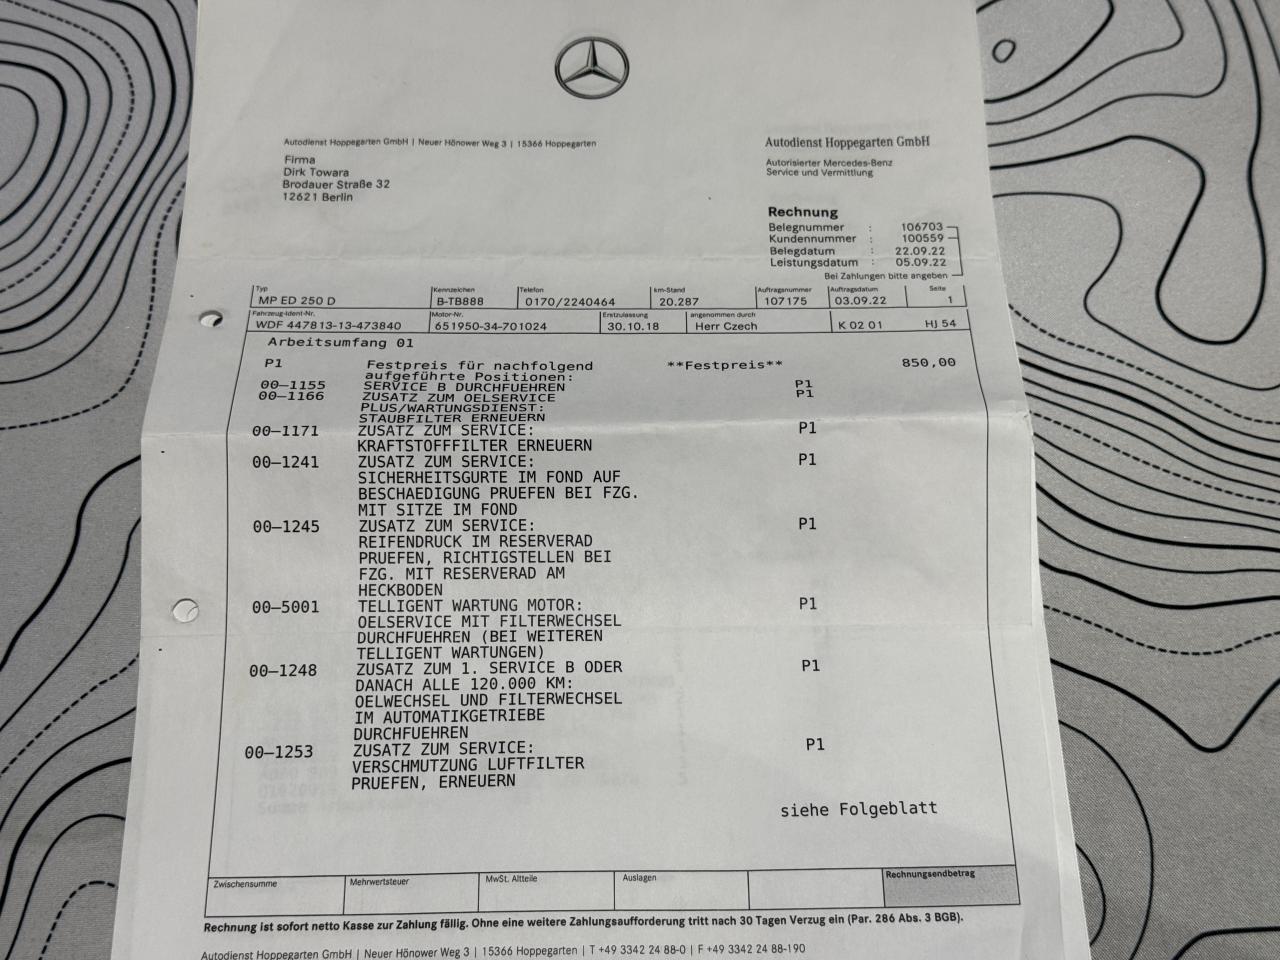 Autodienst Hoppegarten GmbH | Neuer Hönower Weg 3 | 15366 Hoppegarten
Firma
Dirk Towara
Brodauer Straße 32
12621 Berlin
Autodienst Hoppegarten GmbH
Autorisierter Mercedes-Benz
Service und Vermittlung
Rechnung
Belegnummer : 106703
Kundennummer : 100559
Belegdatum : 22.09.22
Leistungsdatum : 05.09.22
Bei Zahlungen bitte angeben
Typ Kennzeichen Telefon km-Stand Auftragsnummer Auftragsdatum Seite
MP ED 250 D B-TB888 0170/2240464 20.287 107175 03.09.22 1
Fahrzeug-Ident-Nr. Motor-Nr. Erstzulassung angenommen durch
WDF 447813-13-473840 651950-34-701024 30.10.18 Herr Czech K 02 01 HJ 54
Arbeitsumfang 01
P1 Festpreis für nachfolgend **Festpreis** 850,00
aufgeführte Positionen:
00-1155 SERVICE B DURCHFUEHREN P1
00-1166 ZUSATZ ZUM OELSERVICE P1
PLUS/WARTUNGSDIENST:
STAUBFILTER ERNEUERN
00-1171 ZUSATZ ZUM SERVICE: P1
KRAFTSTOFFFILTER ERNEUERN
00-1241 ZUSATZ ZUM SERVICE: P1
SICHERHEITSGURTE IM FOND AUF
BESCHAEDIGUNG PRUEFEN BEI FZG.
MIT SITZE IM FOND
00-1245 ZUSATZ ZUM SERVICE: P1
REIFENDRUCK IM RESERVERAD
PRUEFEN, RICHTIGSTELLEN BEI
FZG. MIT RESERVERAD AM
HECKBODEN
00-5001 TELLIGENT WARTUNG MOTOR: P1
OELSERVICE MIT FILTERWECHSEL
DURCHFUEHREN (BEI WEITEREN
TELLIGENT WARTUNGEN)
00-1248 ZUSATZ ZUM 1. SERVICE B ODER P1
DANACH ALLE 120.000 KM:
OELWECHSEL UND FILTERWECHSEL
IM AUTOMATIKGETRIEBE
DURCHFUEHREN
00-1253 ZUSATZ ZUM SERVICE: P1
VERSCHMUTZUNG LUFTFILTER
PRUEFEN, ERNEUERN
siehe Folgeblatt
Zwischensumme Mehrwertsteuer MwSt. Altteile Auslagen Rechnungsendbetrag
Rechnung ist sofort netto Kasse zur Zahlung fällig. Ohne eine weitere Zahlungsaufforderung tritt nach 30 Tagen Verzug ein (Par. 286 Abs. 3 BGB).
Autodienst Hoppegarten GmbH | Neuer Hönower Weg 3 | 15366 Hoppegarten | T +49 3342 24 88-0 | F +49 3342 24 88-190